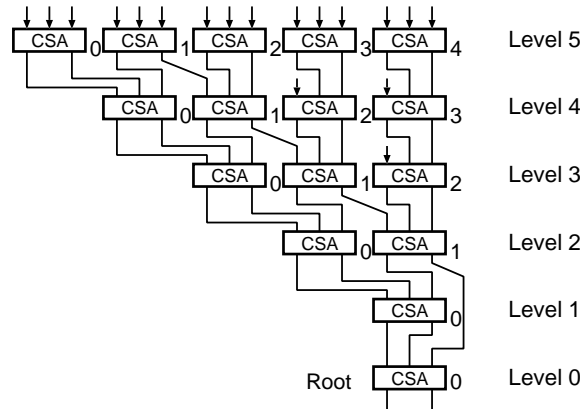 CSA 0 CSA 1 CSA 2 CSA 3 CSA 4 Level 5
CSA 0 CSA 1 CSA 2 CSA 3 Level 4
CSA 0 CSA 1 CSA 2 Level 3
CSA 0 CSA 1 Level 2
CSA 0 Level 1
Root CSA 0 Level 0